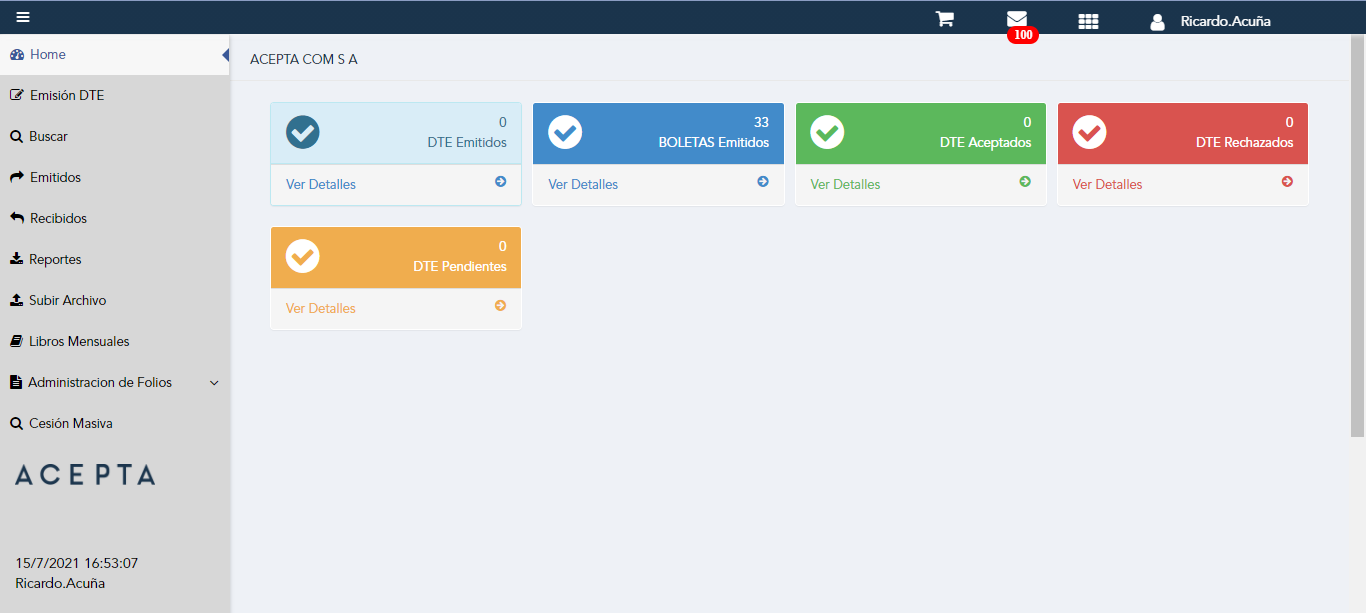 Ricardo.Acuña
100
Home
ACEPTA COM S A
Emisión DTE
Buscar
Emitidos
Recibidos
Reportes
Subir Archivo
Libros Mensuales
Administracion de Folios
Cesión Masiva
ACEPTA
15/7/2021 16:53:07
Ricardo.Acuña
0
DTE Emitidos
Ver Detalles
33
BOLETAS Emitidos
Ver Detalles
0
DTE Aceptados
Ver Detalles
0
DTE Rechazados
Ver Detalles
0
DTE Pendientes
Ver Detalles